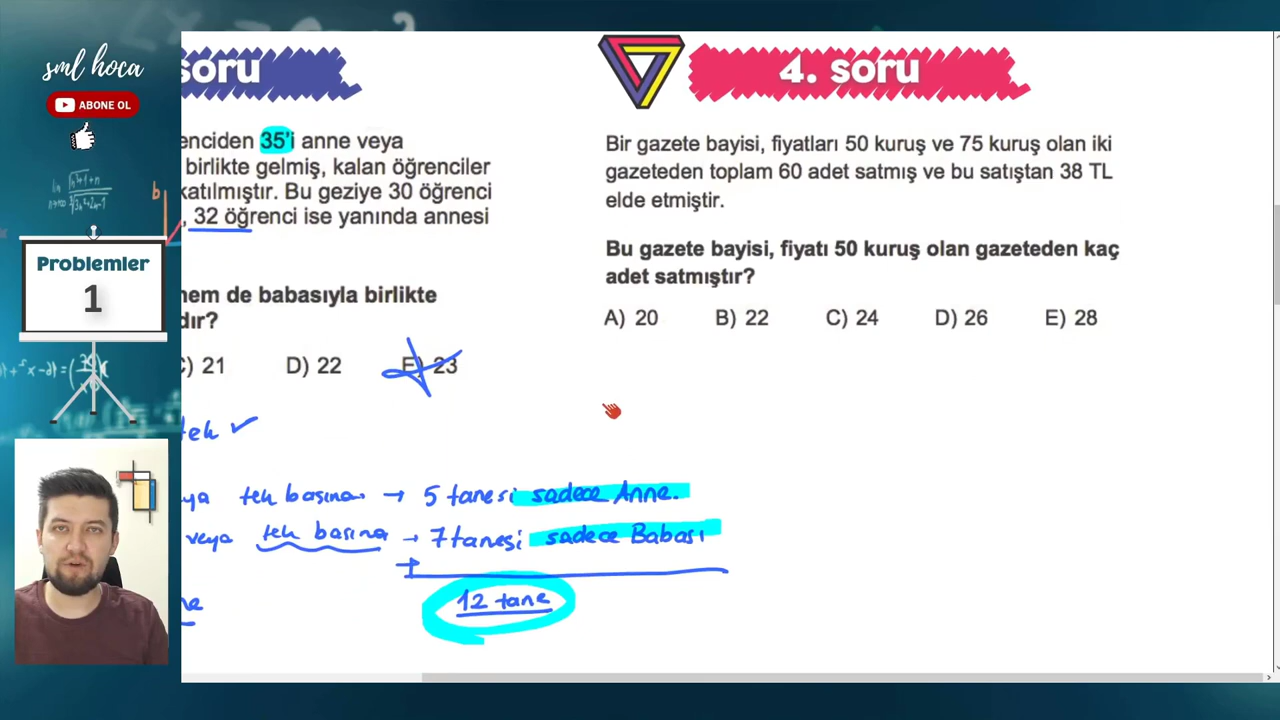 sml hoca
ABONE OL
Problemler
1
soru
enciden 35'i anne veya
birlikte gelmiş, kalan öğrenciler
katılmıştır. Bu geziye 30 öğrenci
, 32 öğrenci ise yanında annesi
nem de babasıyla birlikte
dır?
C) 21 D) 22 E) 23
tek ✓
ya tek başına → 5 tanesi sadece Anne.
veya tek başına → 7 tanesi sadece Babası
+
12 tane
4. soru
Bir gazete bayisi, fiyatları 50 kuruş ve 75 kuruş olan iki
gazeteden toplam 60 adet satmış ve bu satıştan 38 TL
elde etmiştir.
Bu gazete bayisi, fiyatı 50 kuruş olan gazeteden kaç
adet satmıştır?
A) 20 B) 22 C) 24 D) 26 E) 28